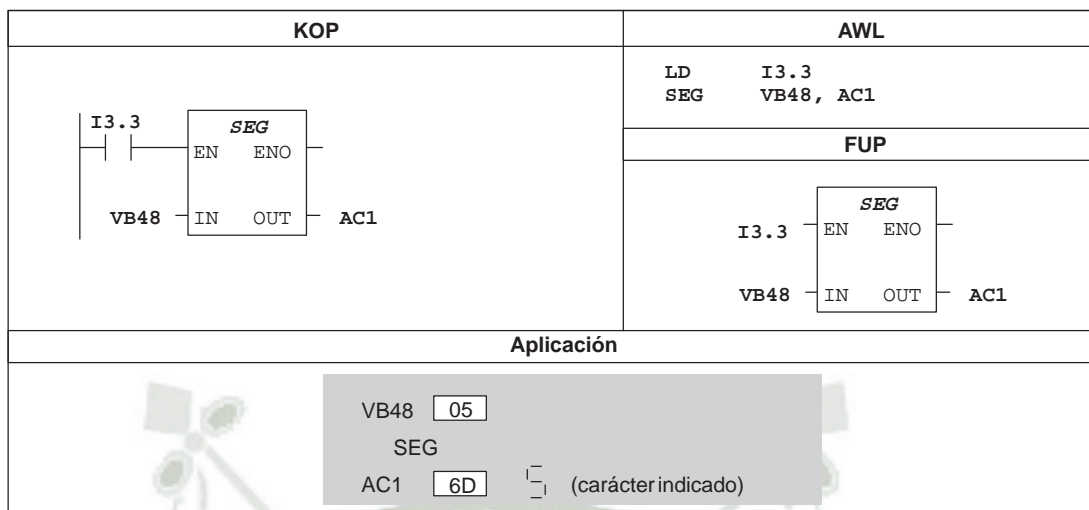 KOP
I3.3
SEG
EN ENO
VB48 IN OUT AC1
AWL
LD I3.3
SEG VB48, AC1
FUP
SEG
I3.3 EN ENO
VB48 IN OUT AC1
Aplicación
VB48 05
SEG
AC1 6D (carácter indicado)